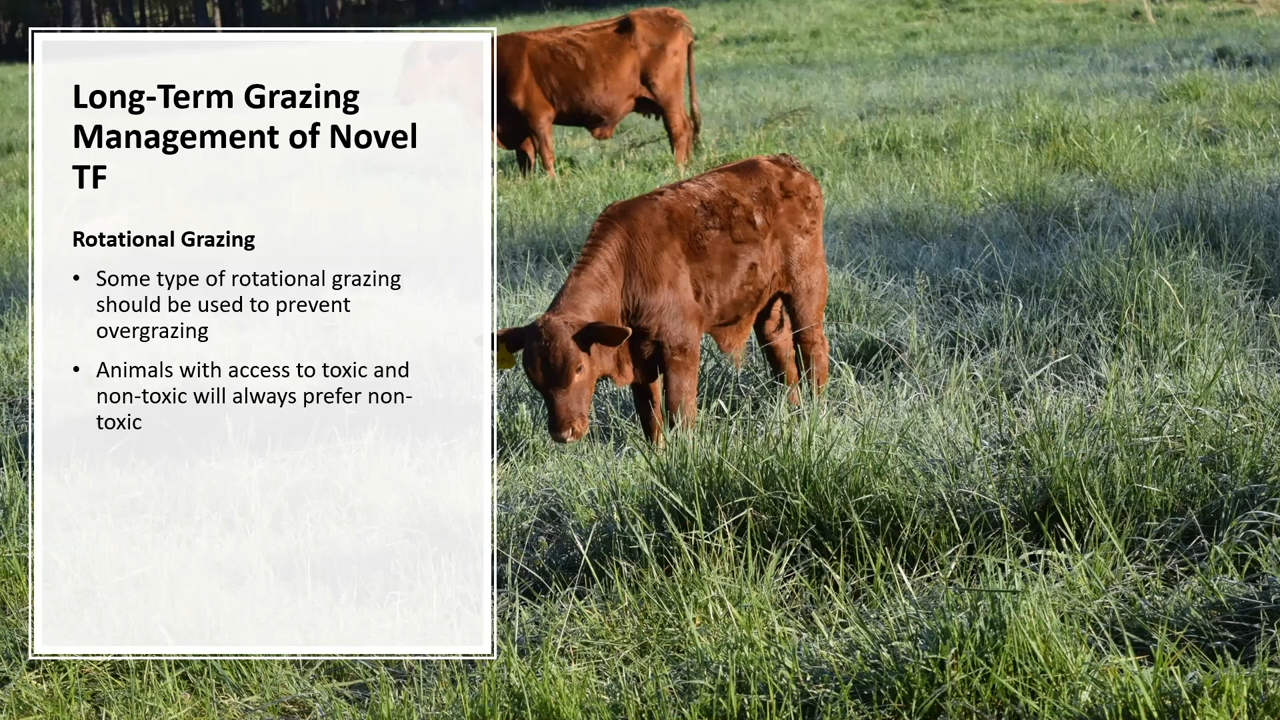 Long-Term Grazing
Management of Novel
TF
Rotational Grazing
• Some type of rotational grazing
should be used to prevent
overgrazing
• Animals with access to toxic and
non-toxic will always prefer non-
toxic